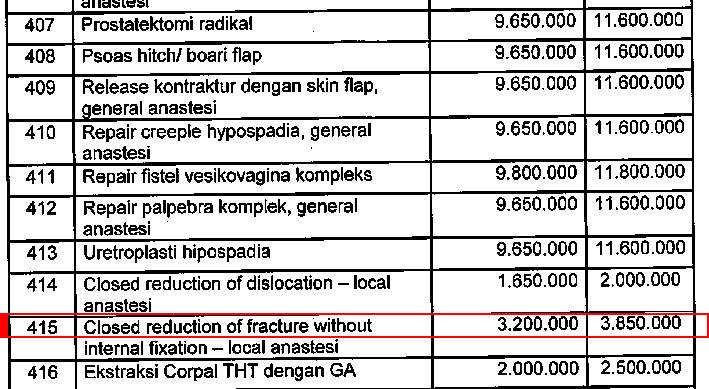 anastesi
407 Prostatektomi radikal 9.650.000 11.600.000
408 Psoas hitch/ boari flap 9.650.000 11.600.000
409 Release kontraktur dengan skin flap, 9.650.000 11.600.000
general anastesi
410 Repair creeple hypospadia, general 9.650.000 11.600.000
anastesi
411 Repair fistel vesikovagina kompleks 9.800.000 11.800.000
412 Repair palpebra komplek, general 9.650.000 11.600.000
anastesi
413 Uretroplasti hipospadia 9.650.000 11.600.000
414 Closed reduction of dislocation – local 1.650.000 2.000.000
anastesi
415 Closed reduction of fracture without 3.200.000 3.850.000
internal fixation – local anastesi
416 Ekstraksi Corpal THT dengan GA 2.000.000 2.500.000